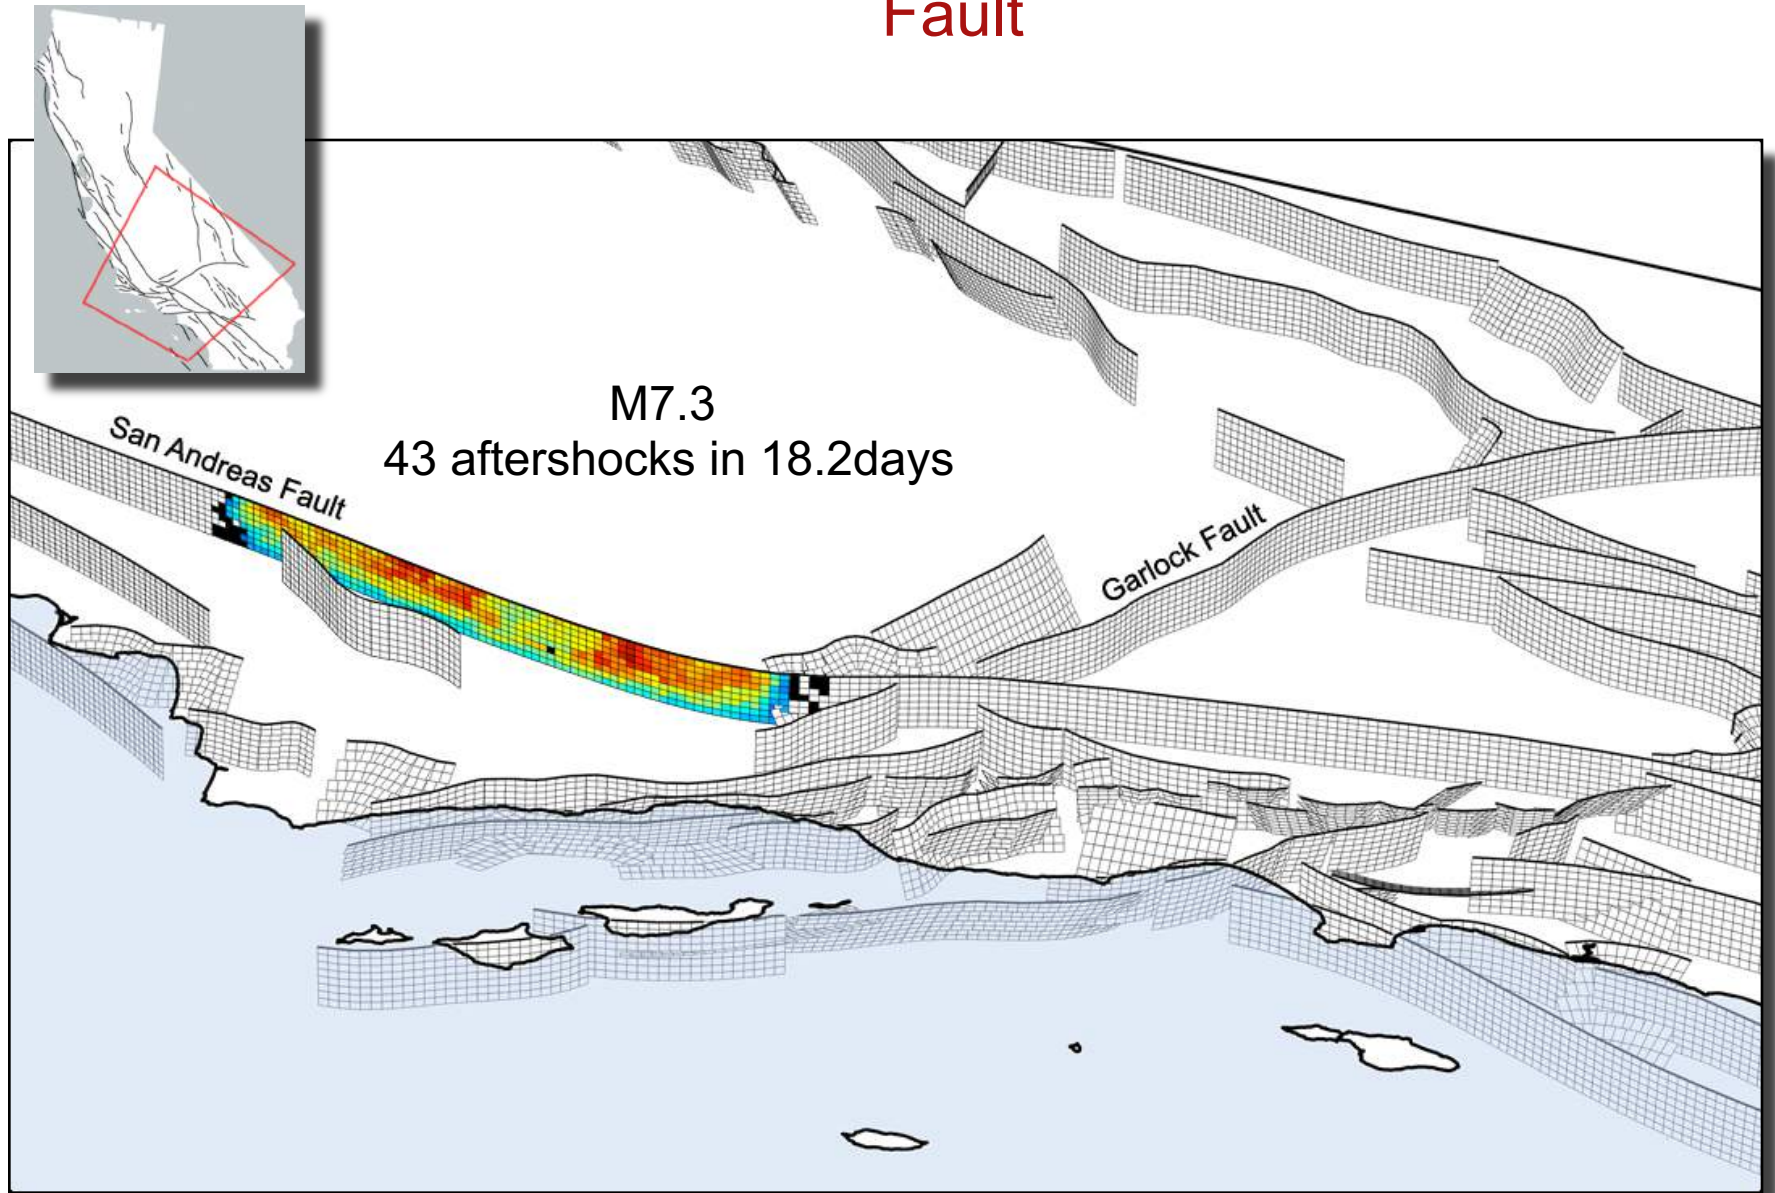 Fault
M7.3
43 aftershocks in 18.2days
San Andreas Fault
Garlock Fault